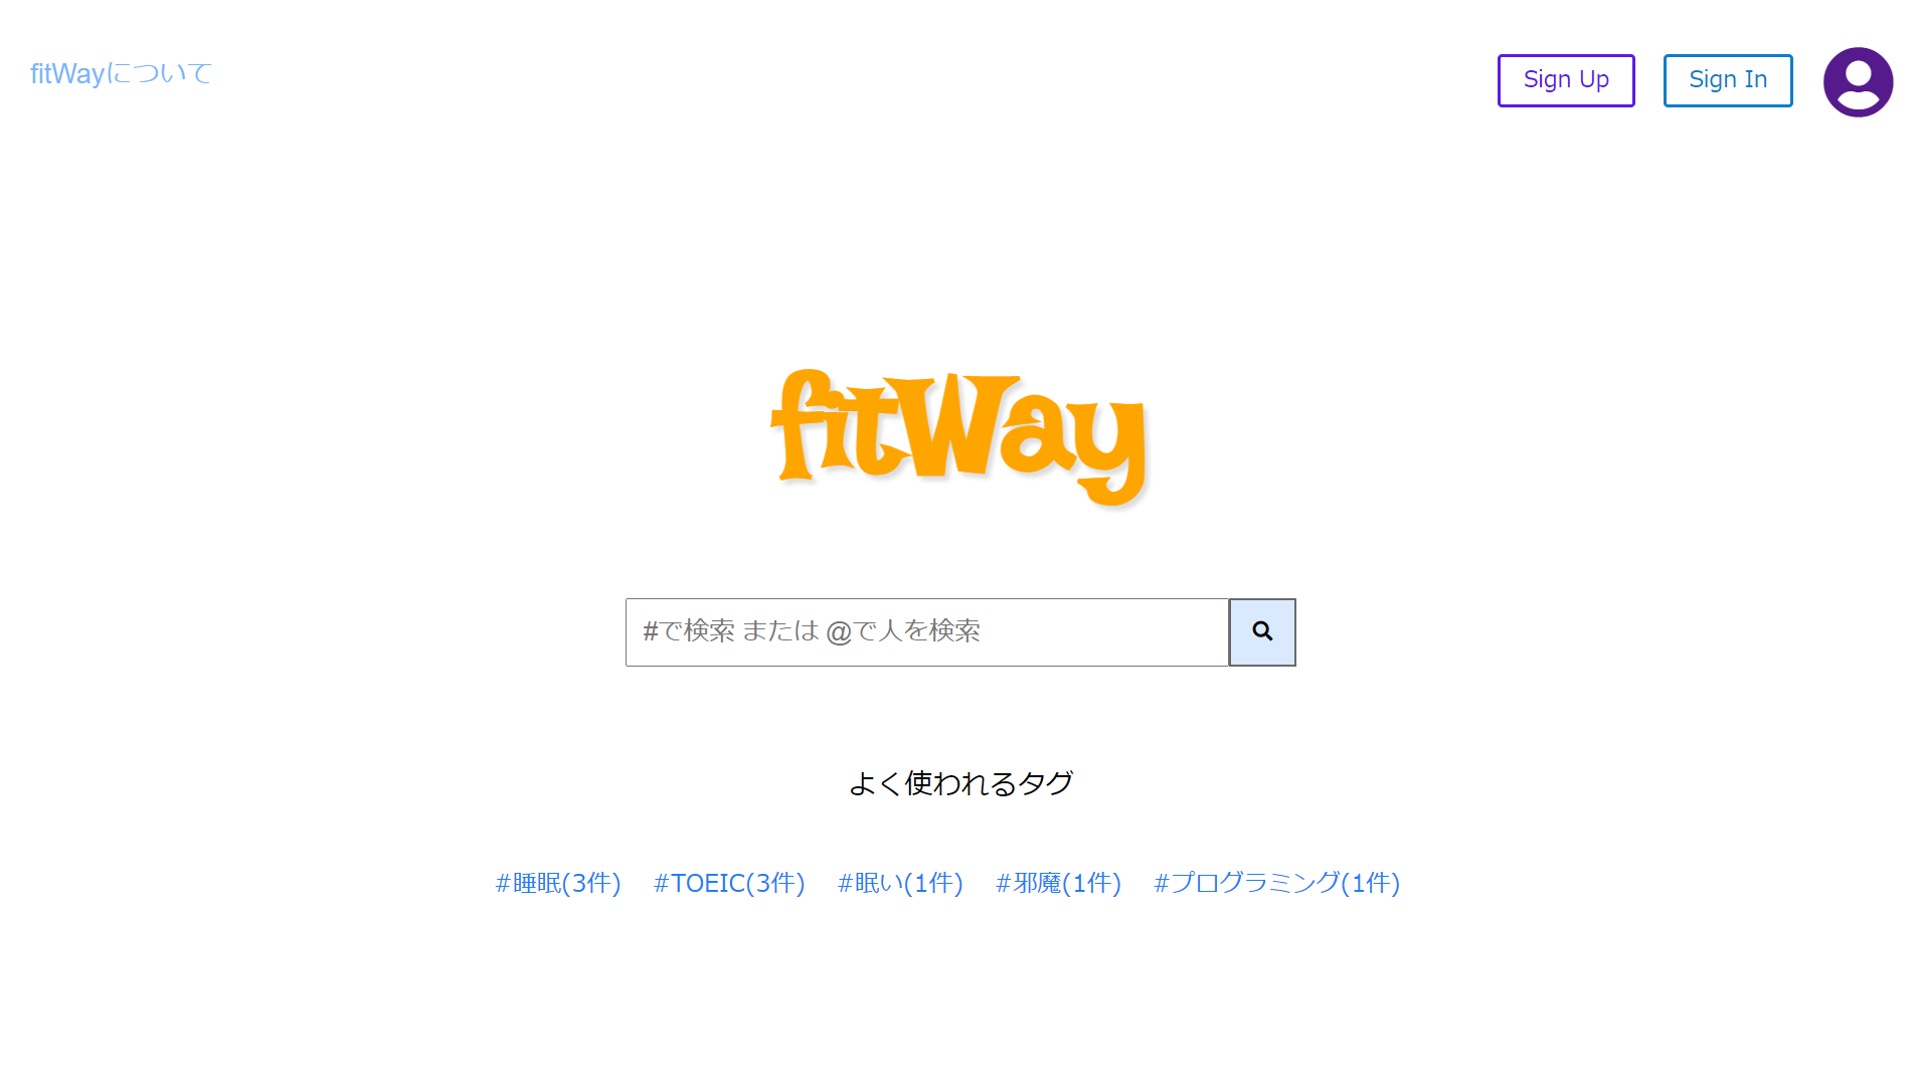 fitWayについて
Sign Up
Sign In
fitWay
#で検索 または @で人を検索
よく使われるタグ
#睡眠(3件) #TOEIC(3件) #眠い(1件) #邪魔(1件) #プログラミング(1件)